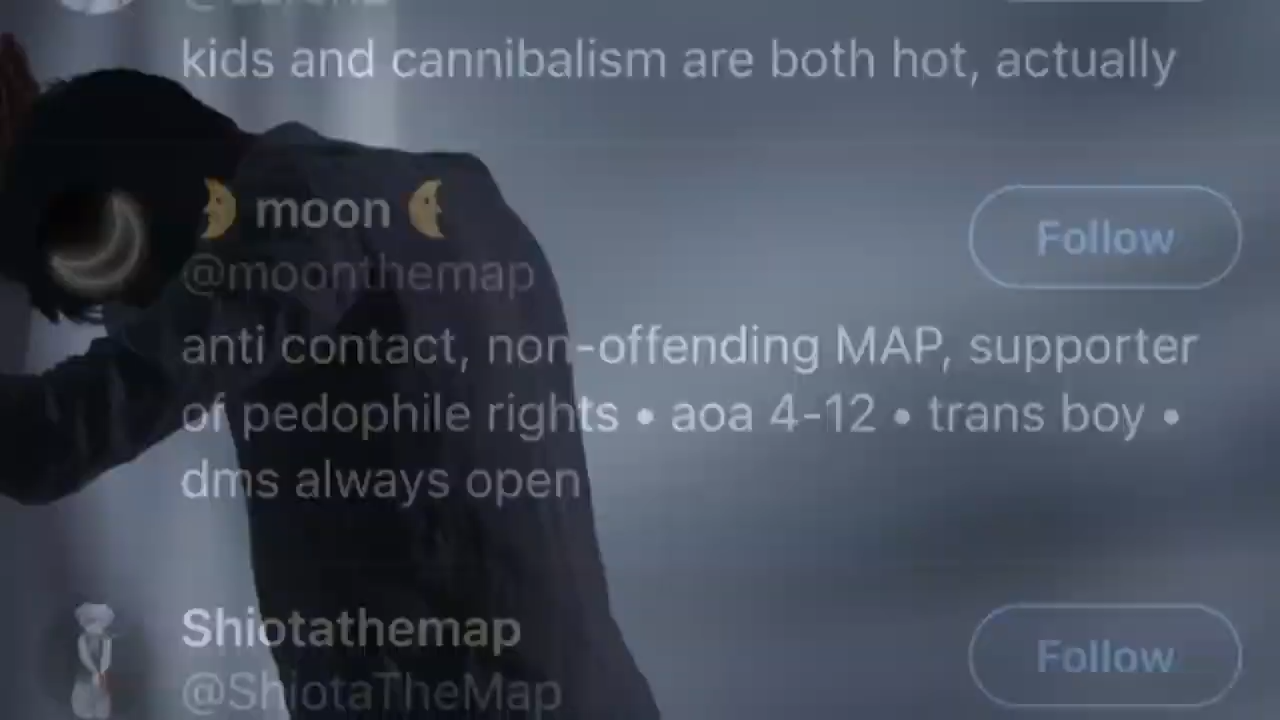 kids and cannibalism are both hot, actually
🌛 moon 🌜
Follow
@moonthemap
anti contact, non-offending MAP, supporter
of pedophile rights • aoa 4-12 • trans boy •
dms always open
Shiotathemap
Follow
@ShiotaTheMap